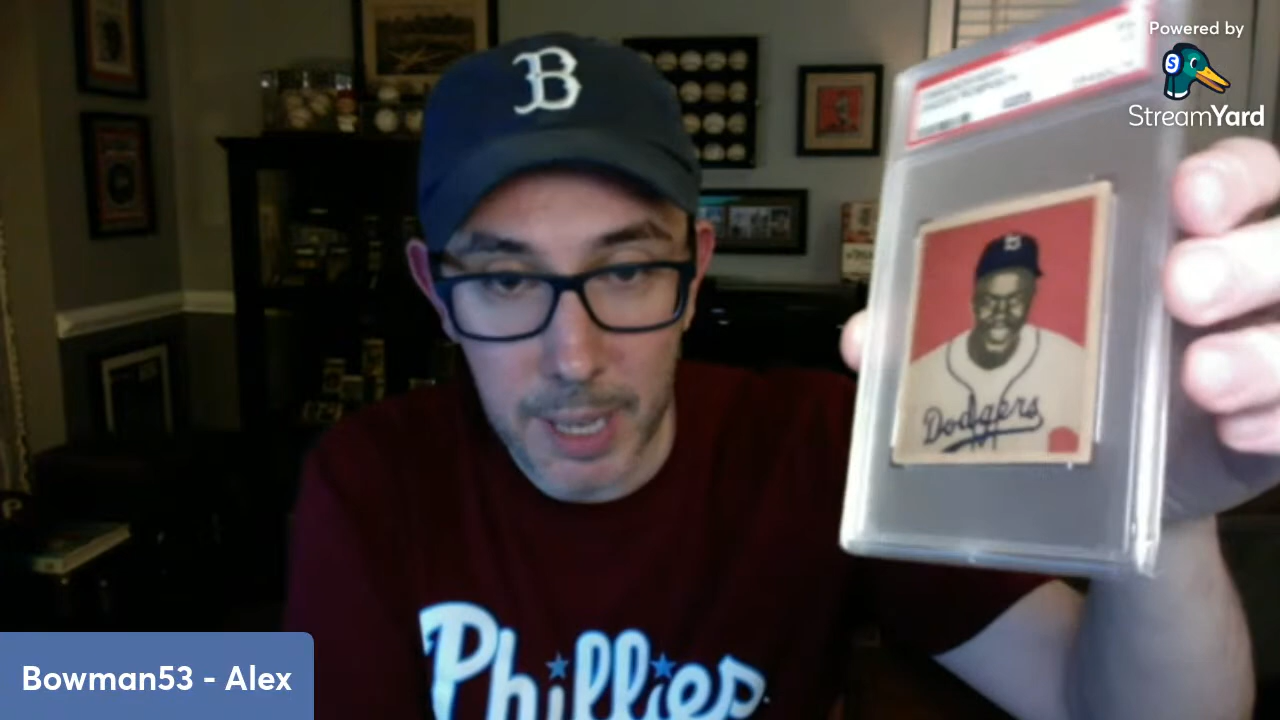 Powered by
StreamYard
B
B
Dodgers
Phillies
Bowman53 - Alex